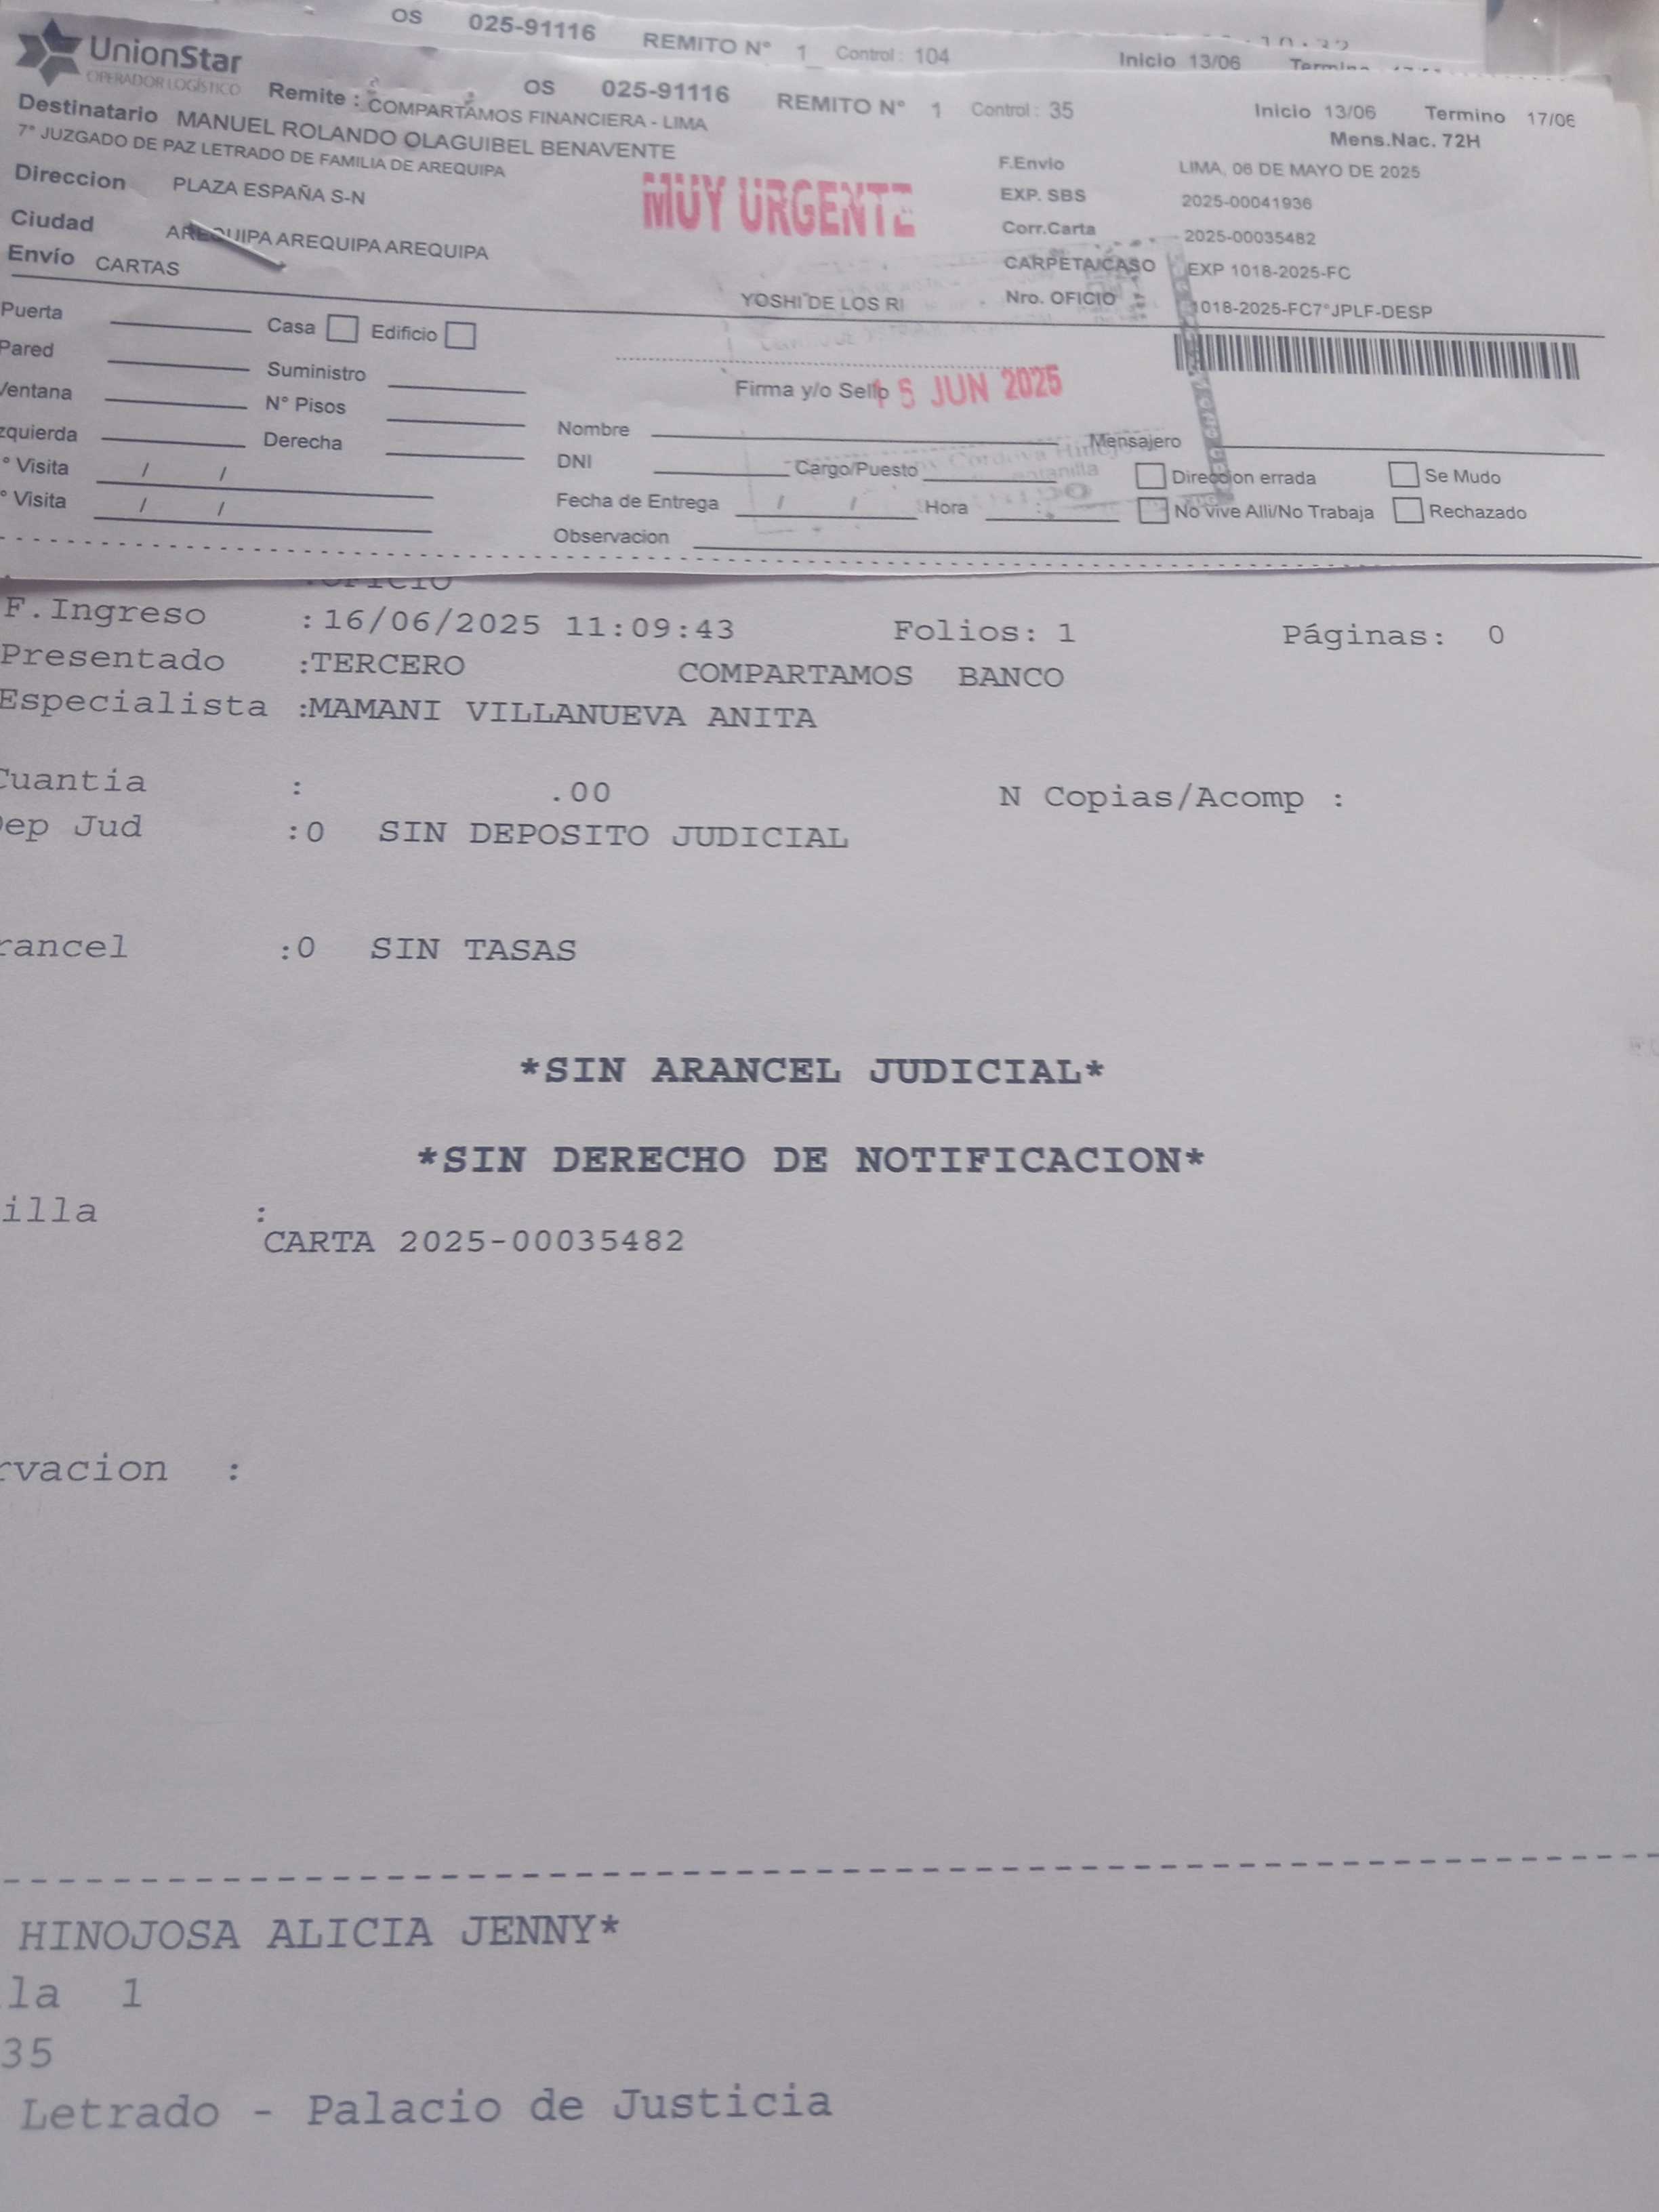 OS 025-91116 REMITO N° 1 Control : 104 Inicio 13/06
UnionStar
OPERADOR LOGÍSTICO
Remite : COMPARTAMOS FINANCIERA - LIMA
OS 025-91116 REMITO N° 1 Control : 35 Inicio 13/06 Termino 17/06
Mens.Nac. 72H
Destinatario MANUEL ROLANDO OLAGUIBEL BENAVENTE
7° JUZGADO DE PAZ LETRADO DE FAMILIA DE AREQUIPA
Direccion PLAZA ESPAÑA S-N
Ciudad AREQUIPA AREQUIPA AREQUIPA
Envío CARTAS
MUY URGENTE
F.Envio LIMA, 06 DE MAYO DE 2025
EXP. SBS 2025-00041936
Corr.Carta 2025-00035482
CARPETA/CASO EXP 1018-2025-FC
Nro. OFICIO 1018-2025-FC7°JPLF-DESP
YOSHI DE LOS RI
Puerta Casa Edificio
Pared Suministro
Ventana N° Pisos
zquierda Derecha
° Visita / /
° Visita / /
Firma y/o Sello
JUN 2025
Nombre Mensajero
DNI Cargo/Puesto Direccion errada Se Mudo
Fecha de Entrega / / Hora : No Vive Alli/No Trabaja Rechazado
Observacion
:OFICIO
F.Ingreso :16/06/2025 11:09:43 Folios: 1 Páginas: 0
Presentado :TERCERO COMPARTAMOS BANCO
Especialista :MAMANI VILLANUEVA ANITA
Cuantia : .00 N Copias/Acomp :
Dep Jud :0 SIN DEPOSITO JUDICIAL
rancel :0 SIN TASAS
*SIN ARANCEL JUDICIAL*
*SIN DERECHO DE NOTIFICACION*
illa :
CARTA 2025-00035482
rvacion :
HINOJOSA ALICIA JENNY*
la 1
35
Letrado - Palacio de Justicia